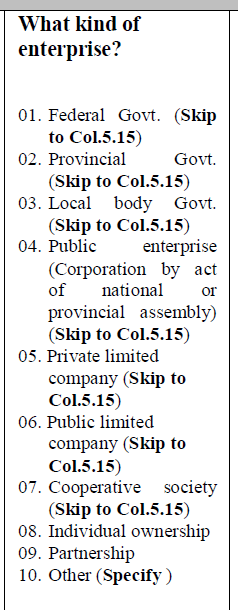 What kind of
enterprise?
01. Federal Govt. (Skip
to Col.5.15)
02. Provincial Govt.
(Skip to Col.5.15)
03. Local body Govt.
(Skip to Col.5.15)
04. Public enterprise
(Corporation by act
of national or
provincial assembly)
(Skip to Col.5.15)
05. Private limited
company (Skip to
Col.5.15)
06. Public limited
company (Skip to
Col.5.15)
07. Cooperative society
(Skip to Col.5.15)
08. Individual ownership
09. Partnership
10. Other (Specify )